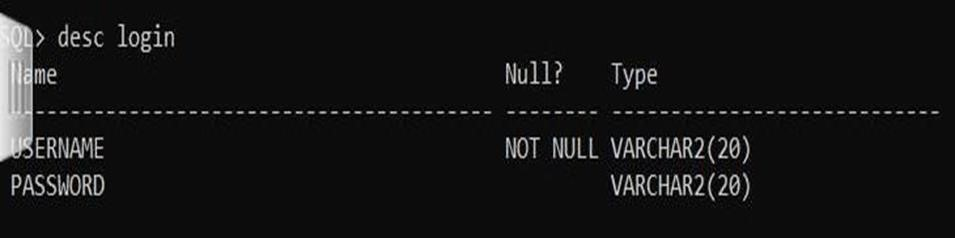 SQL> desc login
Name Null? Type
----------------------------------------- -------- ----------------------------
USERNAME NOT NULL VARCHAR2(20)
PASSWORD VARCHAR2(20)